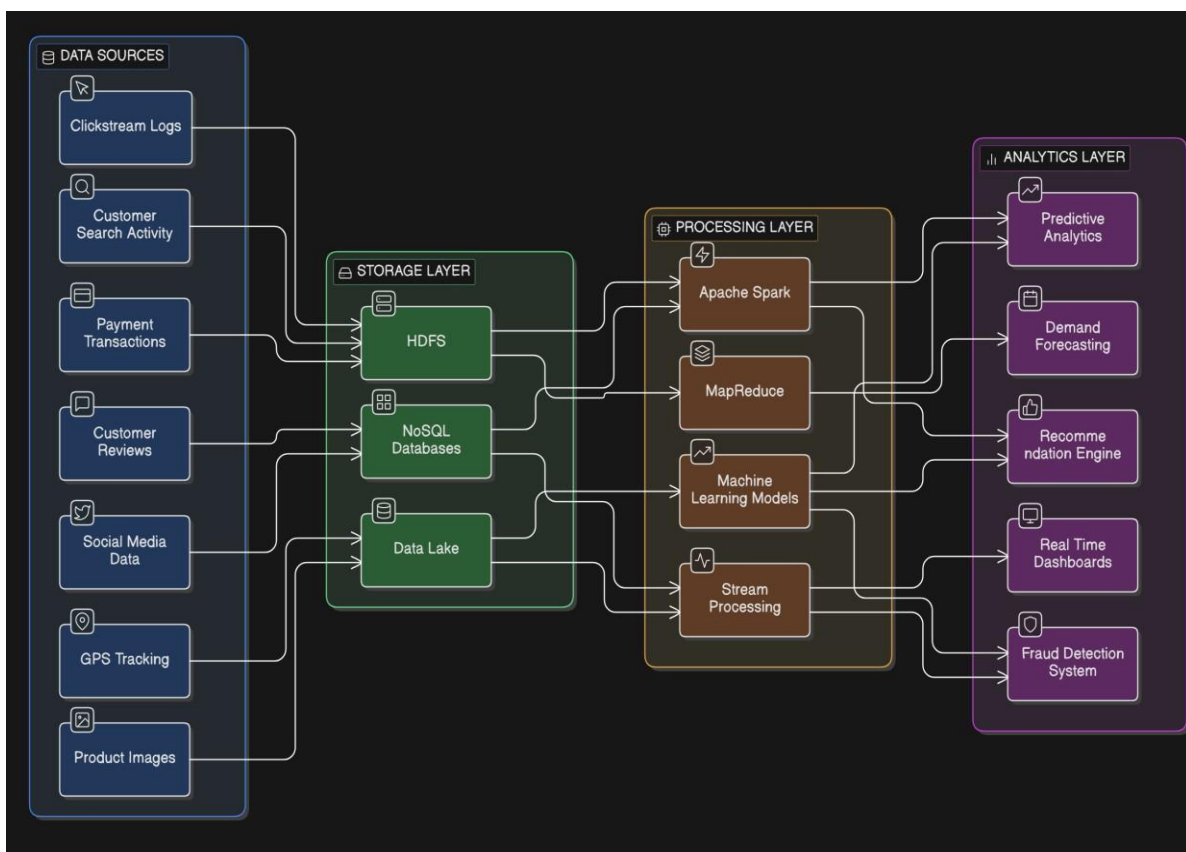 DATA SOURCES
Clickstream Logs
Customer
Search Activity
Payment
Transactions
Customer
Reviews
Social Media
Data
GPS Tracking
Product Images
STORAGE LAYER
HDFS
NoSQL
Databases
Data Lake
PROCESSING LAYER
Apache Spark
MapReduce
Machine
Learning Models
Stream
Processing
ANALYTICS LAYER
Predictive
Analytics
Demand
Forecasting
Recomme
ndation Engine
Real Time
Dashboards
Fraud Detection
System